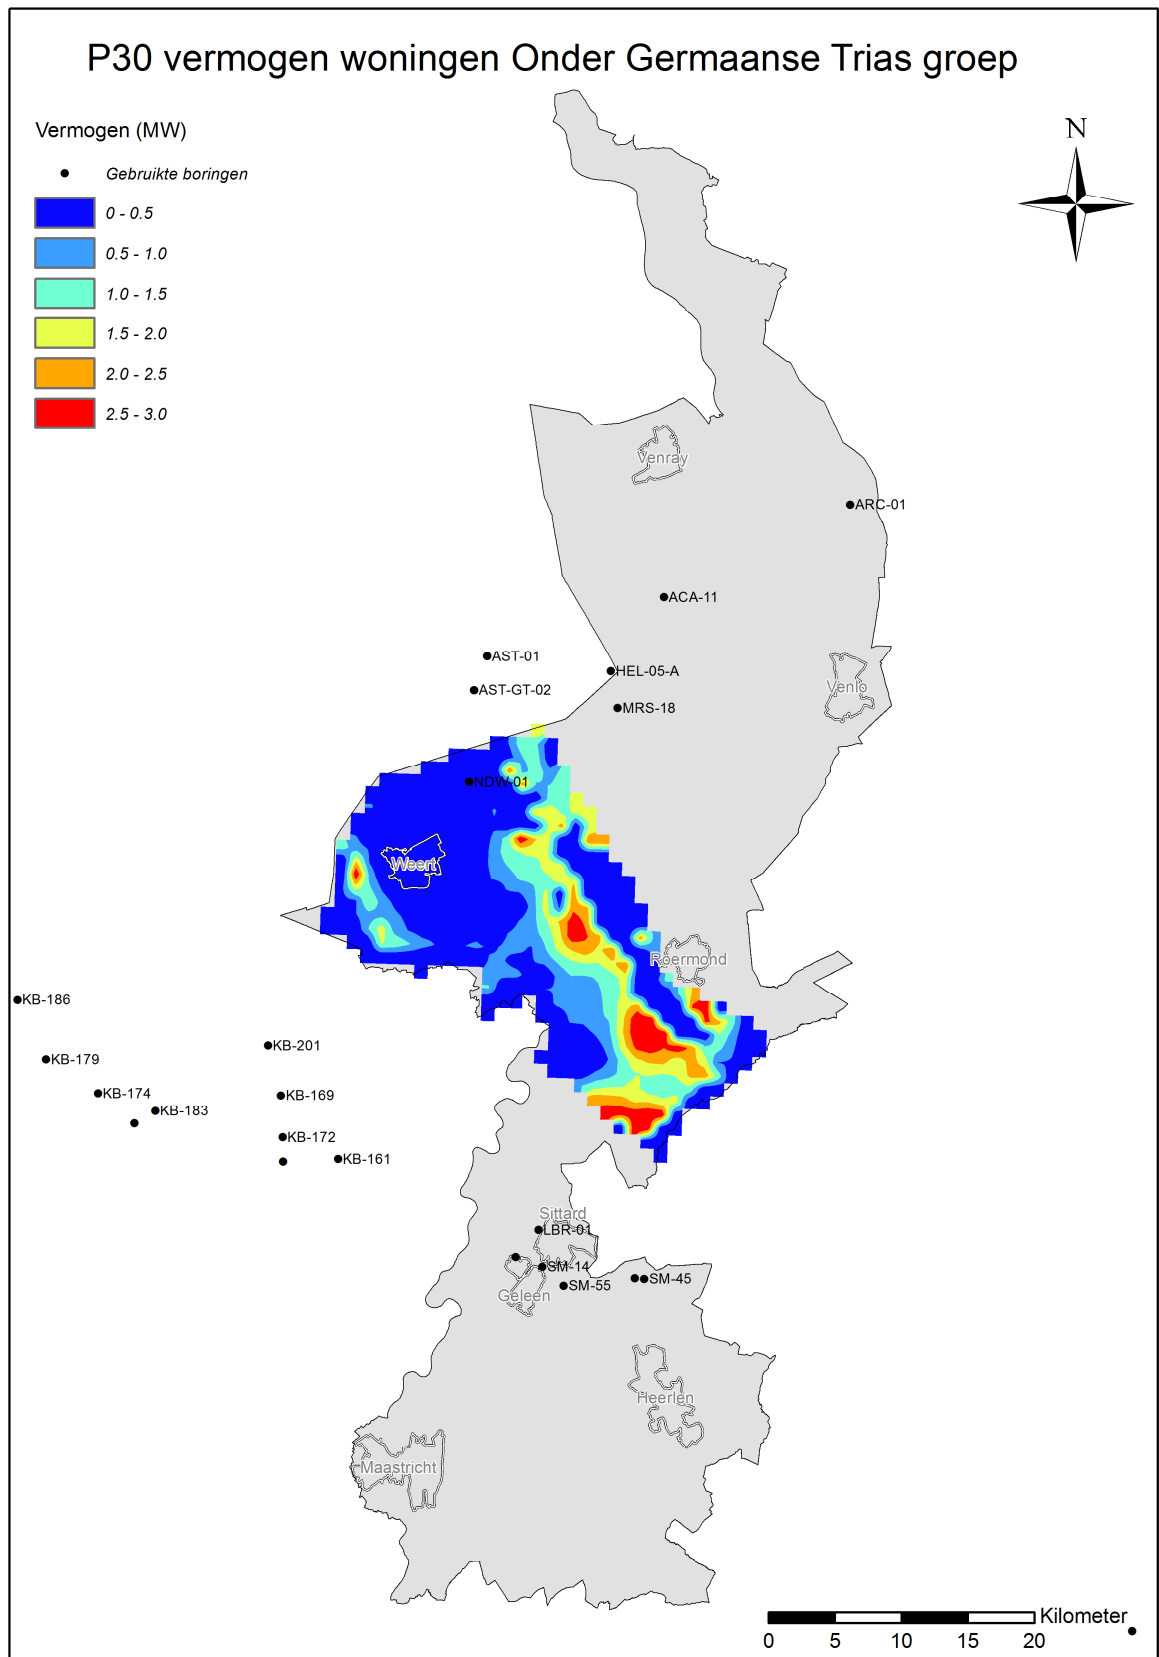 P30 vermogen woningen Onder Germaanse Trias groep
Vermogen (MW)
N
Gebruikte boringen
0 - 0.5
0.5 - 1.0
1.0 - 1.5
1.5 - 2.0
2.0 - 2.5
2.5 - 3.0
Venray
ARC-01
ACA-11
AST-01
HEL-05-A
AST-GT-02
Venlo
MRS-18
NDW-01
Weert
Roermond
KB-186
KB-201
KB-179
KB-174
KB-169
KB-183
KB-172
KB-161
Sittard
LBR-01
SM-14
SM-45
SM-55
Geleen
Heerlen
Maastricht
Kilometer
0 5 10 15 20